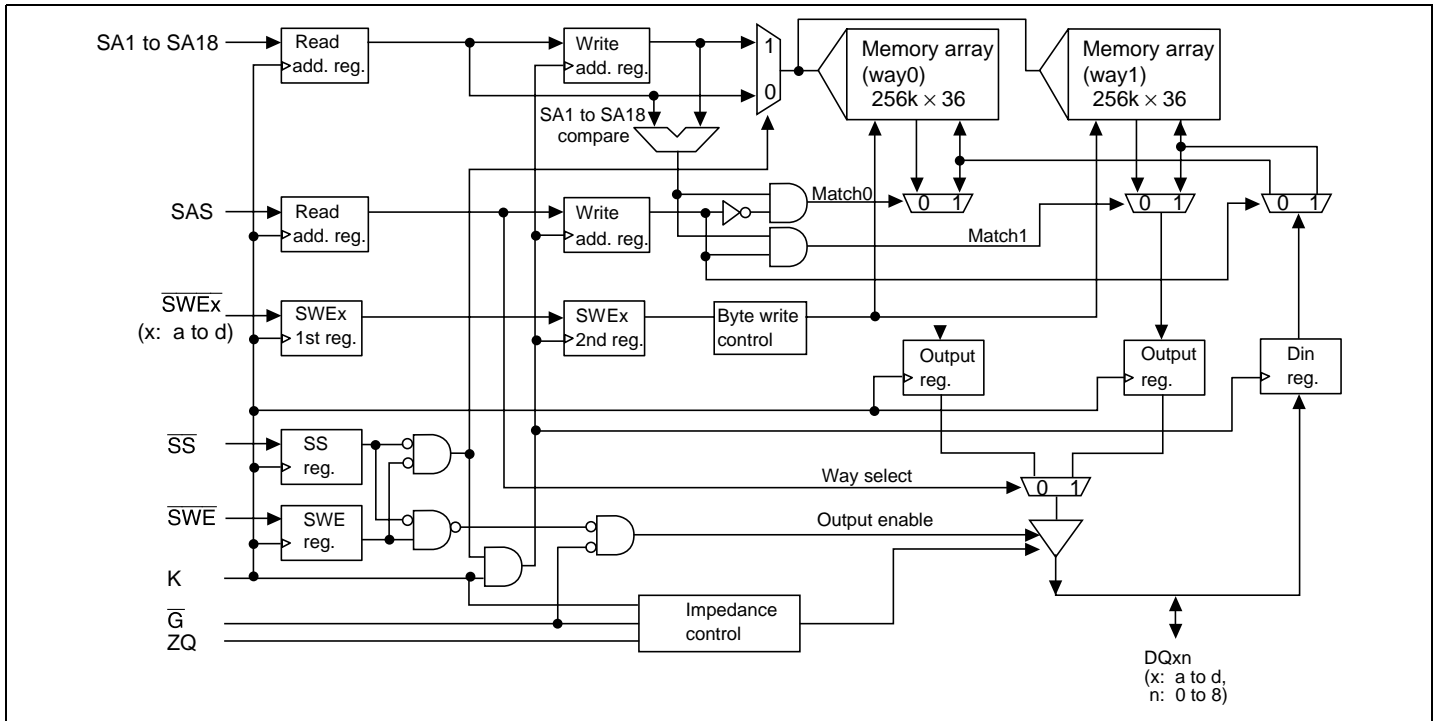 SA1 to SA18
Read
add. reg.
Write
add. reg.
1
0
Memory array
(way0)
256k × 36
Memory array
(way1)
256k × 36
SA1 to SA18
compare
SAS
Read
add. reg.
Write
add. reg.
Match0
Match1
0 1
0 1
0 1
SWEx
(x: a to d)
SWEx
1st reg.
SWEx
2nd reg.
Byte write
control
Output
reg.
Output
reg.
Din
reg.
SS
SS
reg.
Way select
0 1
SWE
SWE
reg.
Output enable
K
G
ZQ
Impedance
control
DQxn
(x: a to d,
n: 0 to 8)